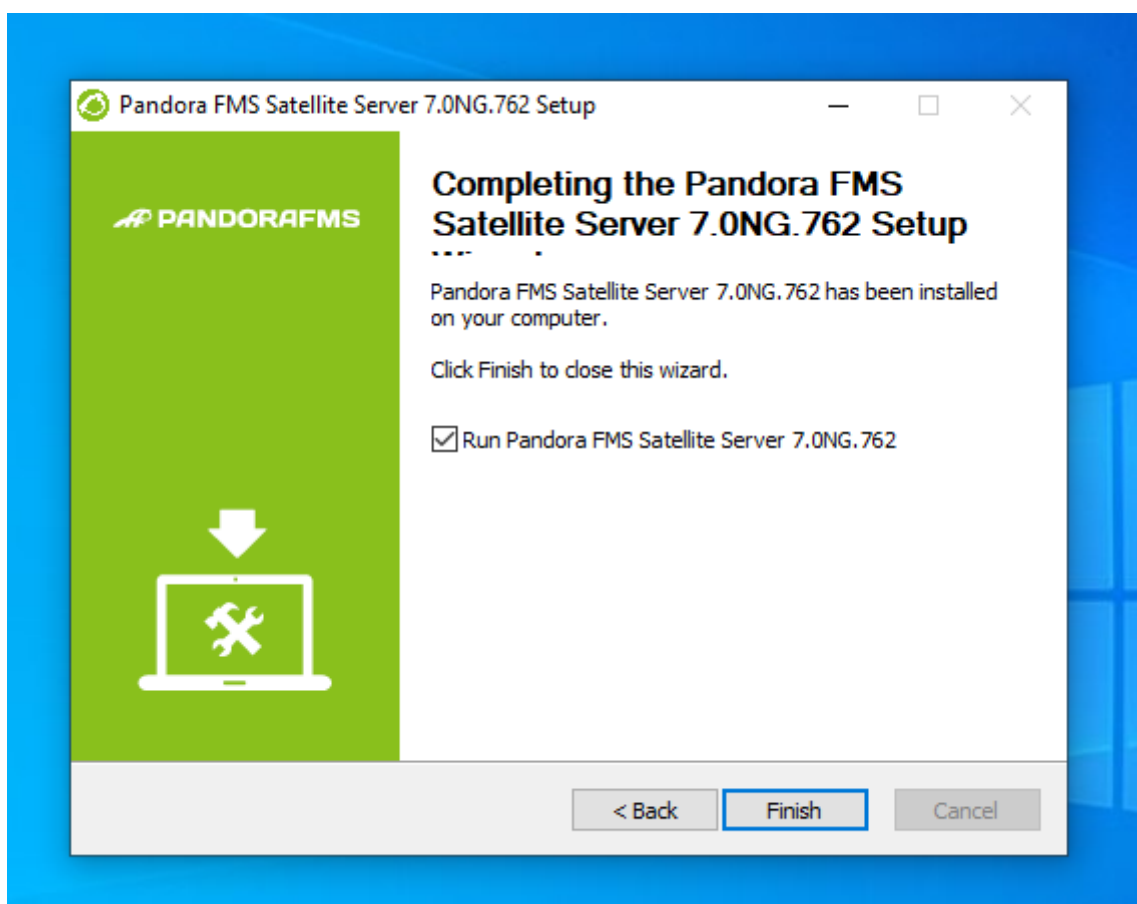 Pandora FMS Satellite Server 7.0NG.762 Setup
PANDORAFMS
Completing the Pandora FMS
Satellite Server 7.0NG.762 Setup
Pandora FMS Satellite Server 7.0NG.762 has been installed
on your computer.
Click Finish to close this wizard.
Run Pandora FMS Satellite Server 7.0NG.762
< Back
Finish
Cancel